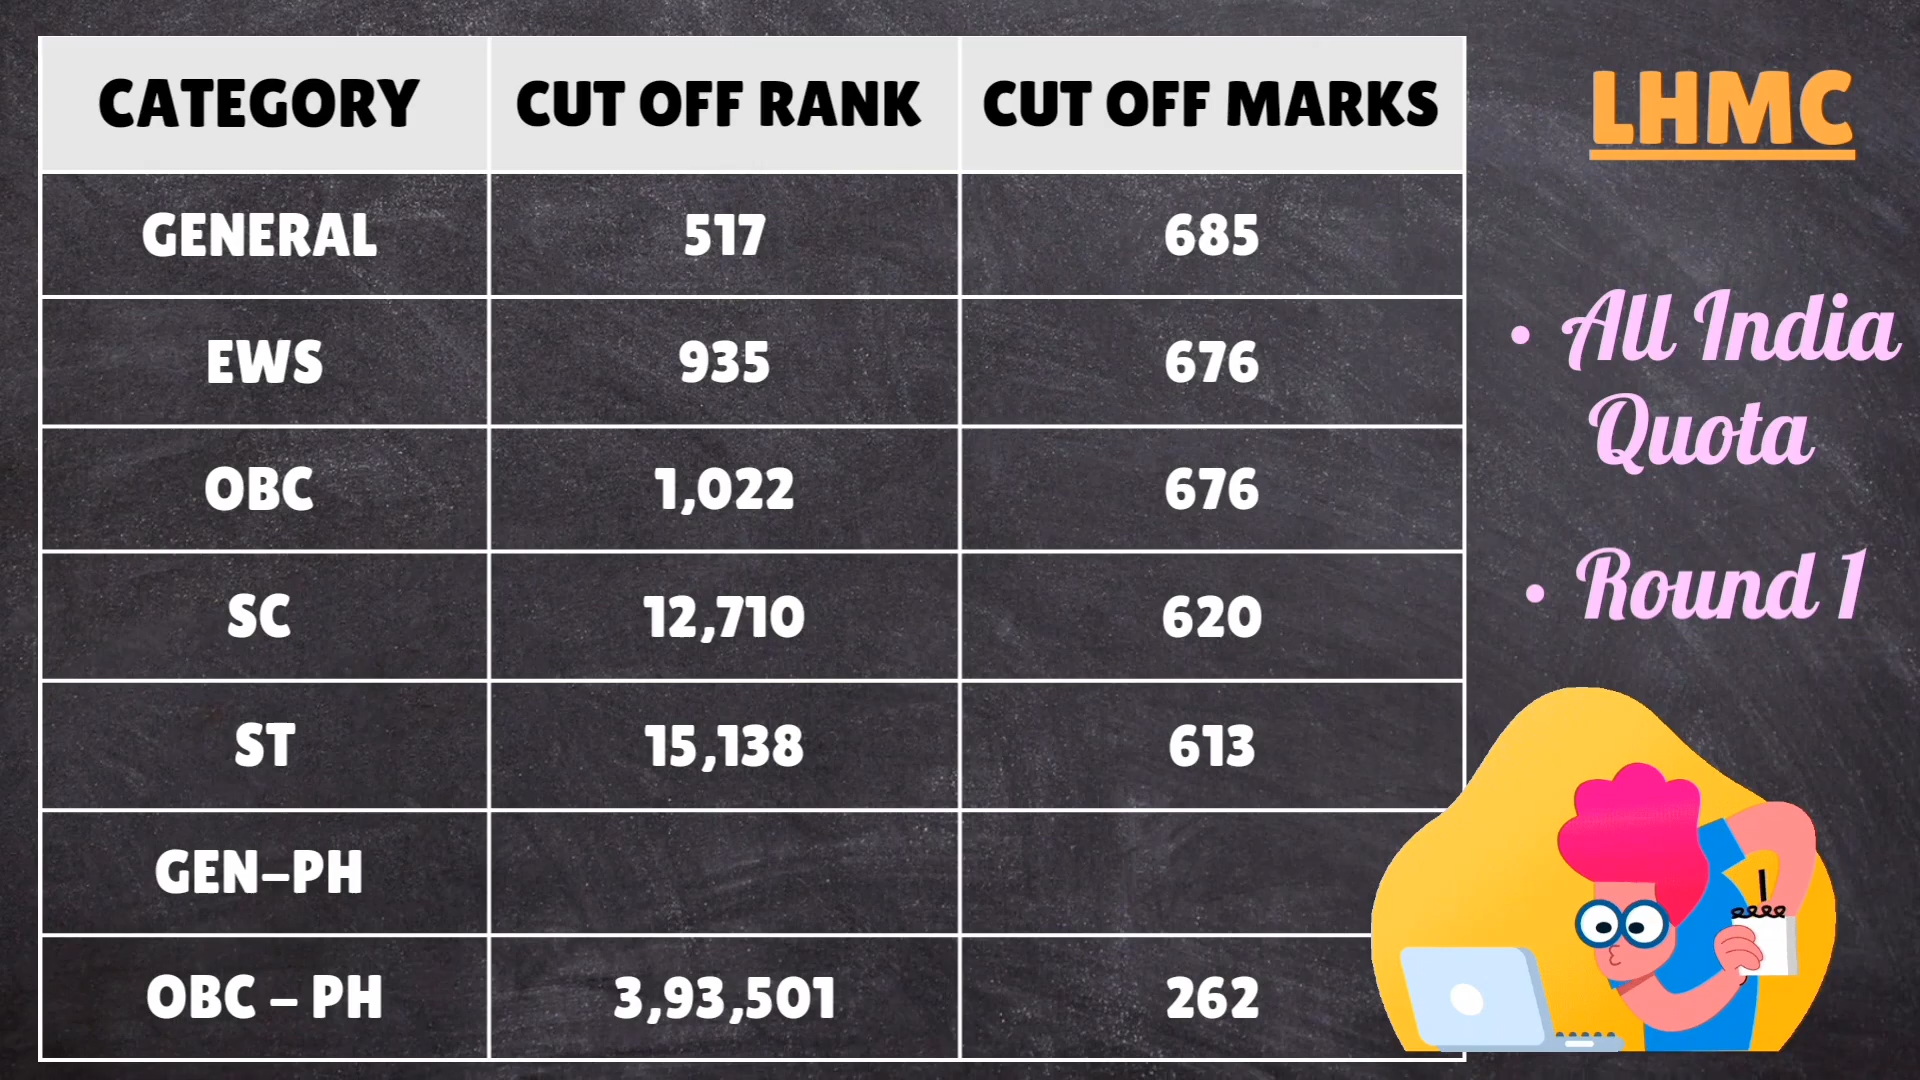 CATEGORY CUT OFF RANK CUT OFF MARKS
GENERAL 517 685
EWS 935 676
OBC 1,022 676
SC 12,710 620
ST 15,138 613
GEN-PH
OBC - PH 3,93,501 262
LHMC
• All India
Quota
• Round 1